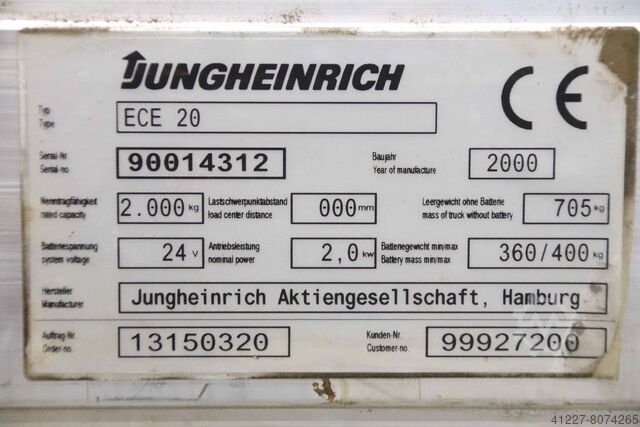 JUNGHEINRICH
CE
Typ
Type: ECE 20
Serial-Nr. Baujahr
Serial-no. 90014312 Year of manufacture 2000
Nenntragfähigkeit Lastschwerpunktabstand Leergewicht ohne Batterie
rated capacity 2.000 kg load center distance 000 mm mass of truck without battery 705 kg
Batteriespannung Antriebsleistung Batteriegewicht min/max
system voltage 24 v nominal power 2,0 kw Battery mass min/max 360/400 kg
Hersteller
Manufacturer Jungheinrich Aktiengesellschaft, Hamburg
Auftrag-Nr. Kunden-Nr.
Order-no. 13150320 Customer-no. 99927200
41227-8074265